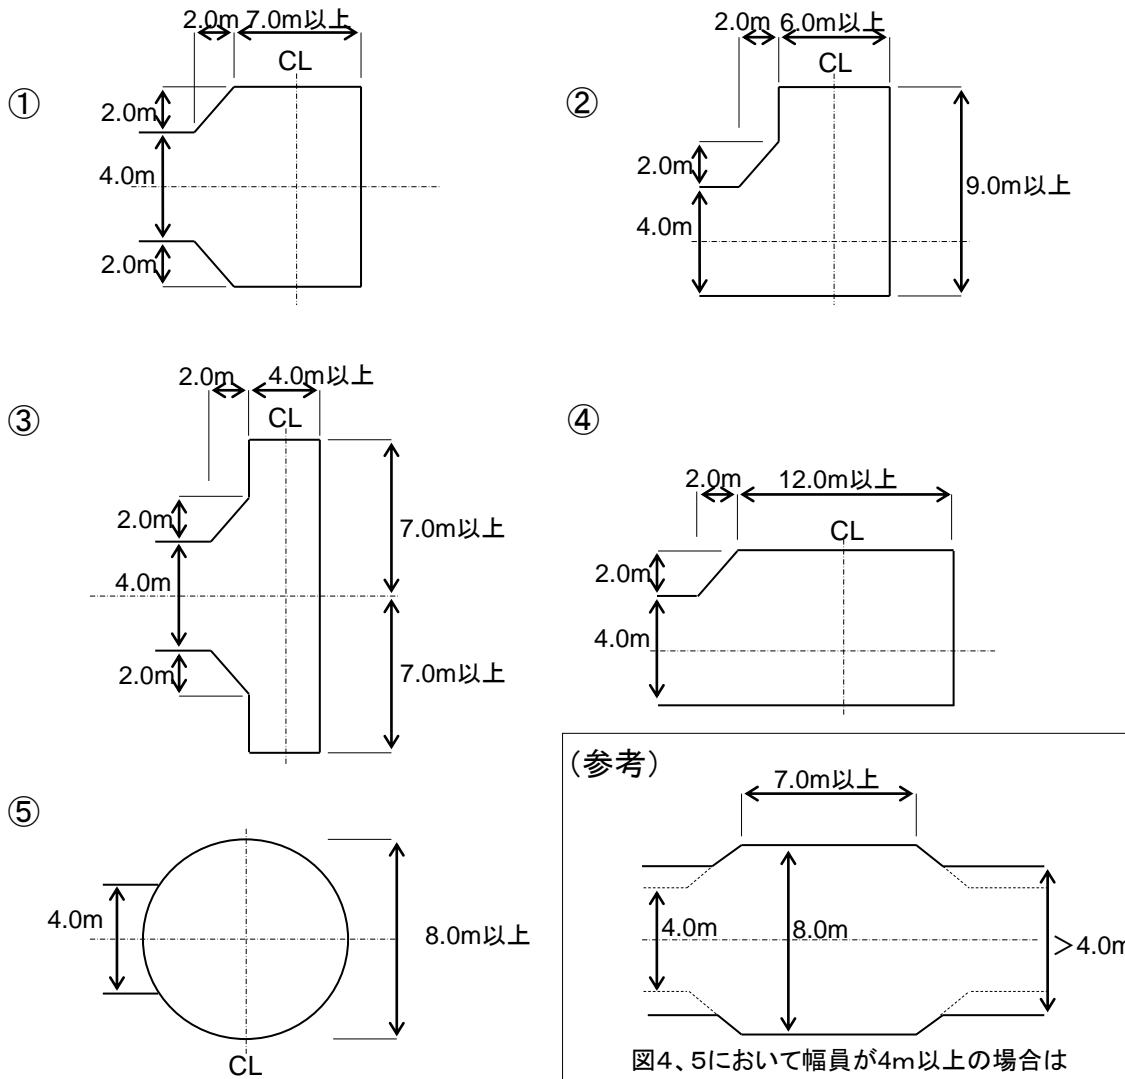 ①
2.0m 7.0m以上
CL
2.0m
4.0m
2.0m
②
2.0m 6.0m以上
CL
2.0m
4.0m
9.0m以上
③
2.0m 4.0m以上
CL
2.0m
4.0m
2.0m
7.0m以上
7.0m以上
④
2.0m 12.0m以上
CL
2.0m
4.0m
⑤
4.0m
8.0m以上
CL
(参考)
7.0m以上
4.0m
8.0m
>4.0m
図4、5において幅員が4m以上の場合は